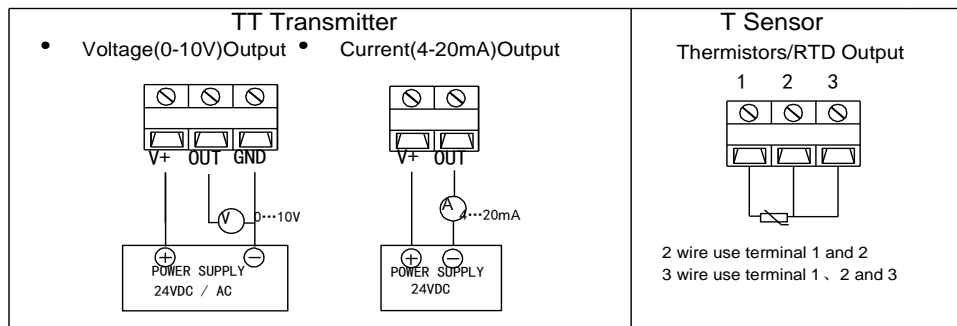 TT Transmitter
• Voltage(0-10V)Output • Current(4-20mA)Output
V+ OUT GND
V 0···10V
POWER SUPPLY
24VDC / AC
V+ OUT
A 4···20mA
POWER SUPPLY
24VDC
T Sensor
Thermistors/RTD Output
1 2 3
2 wire use terminal 1 and 2
3 wire use terminal 1、2 and 3